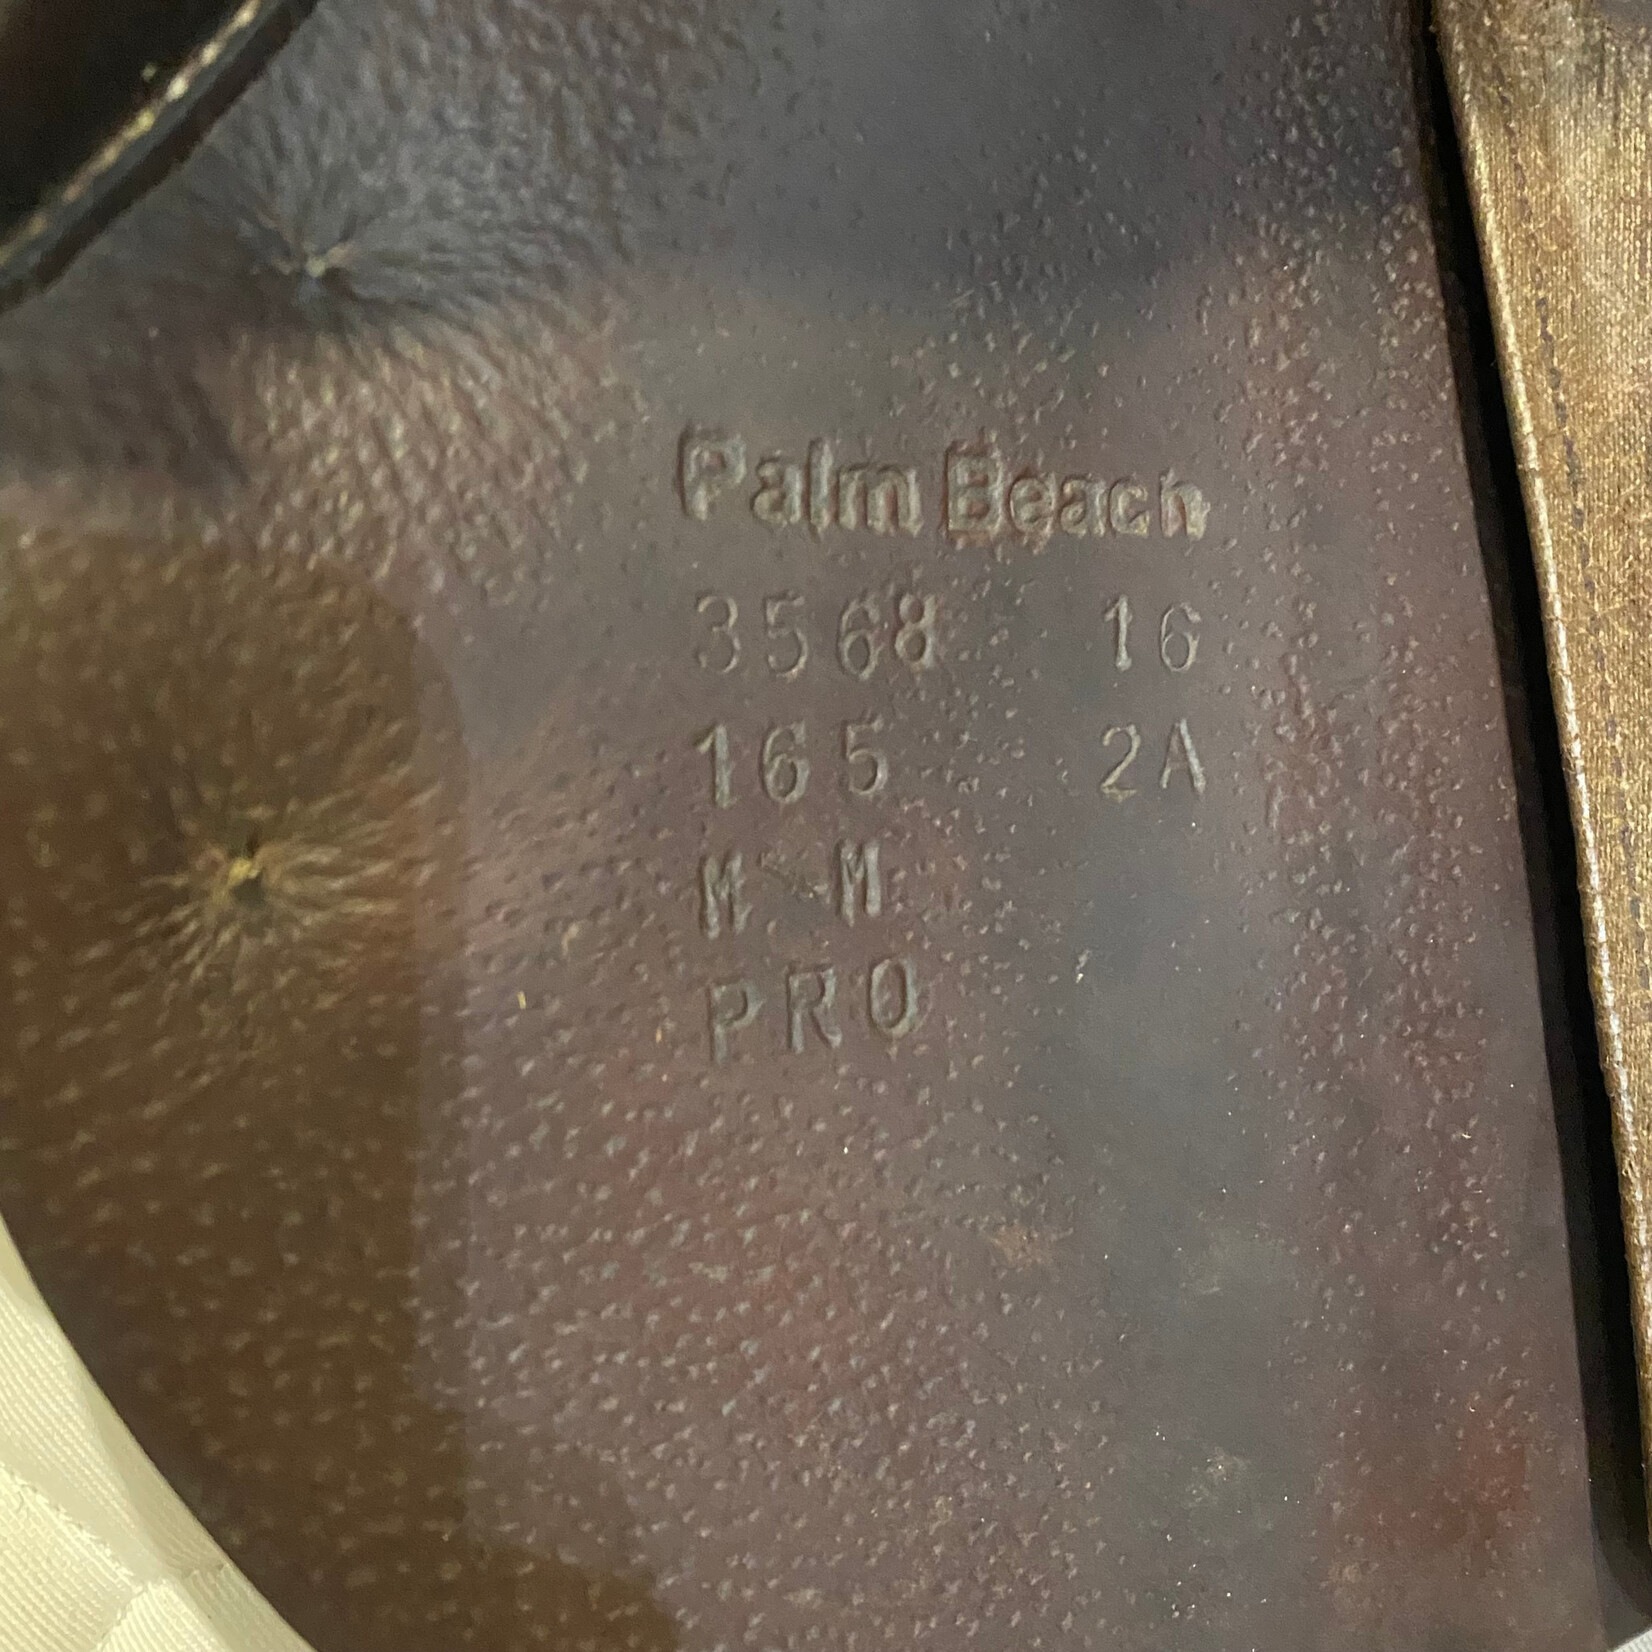 Palm Beach
3568 16
165 2A
M M
PRO